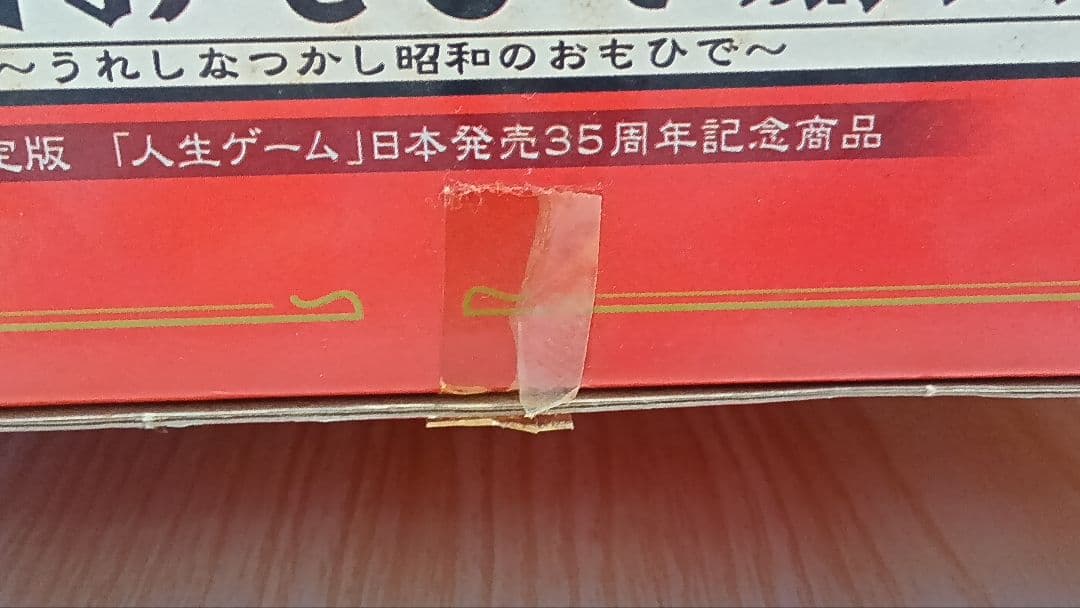 ～うれしなつかし昭和のおもひで～
定版 「人生ゲーム」日本発売35周年記念商品